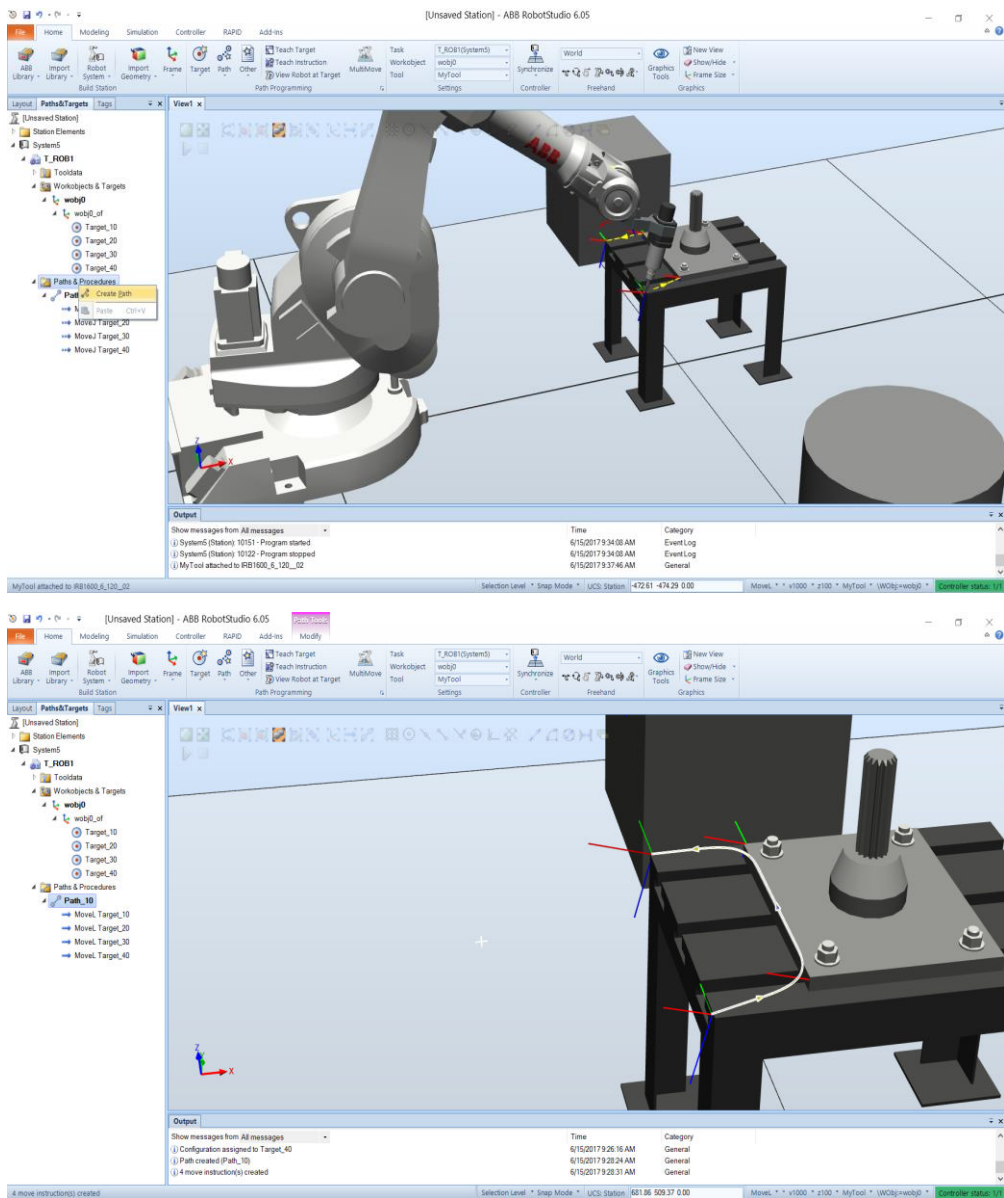 [Unsaved Station] - ABB RobotStudio 6.05
File Home Modeling Simulation Controller RAPID Add-Ins
ABB Library Import Library Robot System Import Geometry Frame Target Path Other Teach Target Teach Instruction View Robot at Target MultiMove Task T_ROB1(System5) Workobject wobj0 Tool MyTool Synchronize World Graphics Tools New View Show/Hide Frame Size
Build Station Path Programming Settings Controller Freehand Graphics
Layout Paths&Targets Tags View1
[Unsaved Station]
Station Elements
System5
T_ROB1
Tooldata
Workobjects & Targets
wobj0
wobj0_of
Target_10
Target_20
Target_30
Target_40
Paths & Procedures
Path
Create Path
M
Paste Ctrl+V
MoveJ Target_20
MoveJ Target_30
MoveJ Target_40
ABB
Z
X
Output
Show messages from All messages Time Category
System5 (Station): 10151 - Program started 6/15/2017 9:34:08 AM Event Log
System5 (Station): 10122 - Program stopped 6/15/2017 9:34:08 AM Event Log
MyTool attached to IRB1600_6_120__02 6/15/2017 9:37:46 AM General
MyTool attached to IRB1600_6_120__02 Selection Level Snap Mode UCS: Station -472.61 -474.29 0.00 MoveL * * v1000 * z100 * MyTool * \WObj:=wobj0 * Controller status: 1/1
[Unsaved Station] - ABB RobotStudio 6.05 Path Tools
File Home Modeling Simulation Controller RAPID Add-Ins Modify
ABB Library Import Library Robot System Import Geometry Frame Target Path Other Teach Target Teach Instruction View Robot at Target MultiMove Task T_ROB1(System5) Workobject wobj0 Tool MyTool Synchronize World Graphics Tools New View Show/Hide Frame Size
Build Station Path Programming Settings Controller Freehand Graphics
Layout Paths&Targets Tags View1
[Unsaved Station]
Station Elements
System5
T_ROB1
Tooldata
Workobjects & Targets
wobj0
wobj0_of
Target_10
Target_20
Target_30
Target_40
Paths & Procedures
Path_10
MoveL Target_10
MoveL Target_20
MoveL Target_30
MoveL Target_40
Z
X
Output
Show messages from All messages Time Category
Configuration assigned to Target_40 6/15/2017 9:26:16 AM General
Path created (Path_10) 6/15/2017 9:28:24 AM General
4 move instruction(s) created 6/15/2017 9:28:31 AM General
4 move instruction(s) created Selection Level Snap Mode UCS: Station 681.86 509.37 0.00 MoveL * * v1000 * z100 * MyTool * \WObj:=wobj0 * Controller status: 1/1